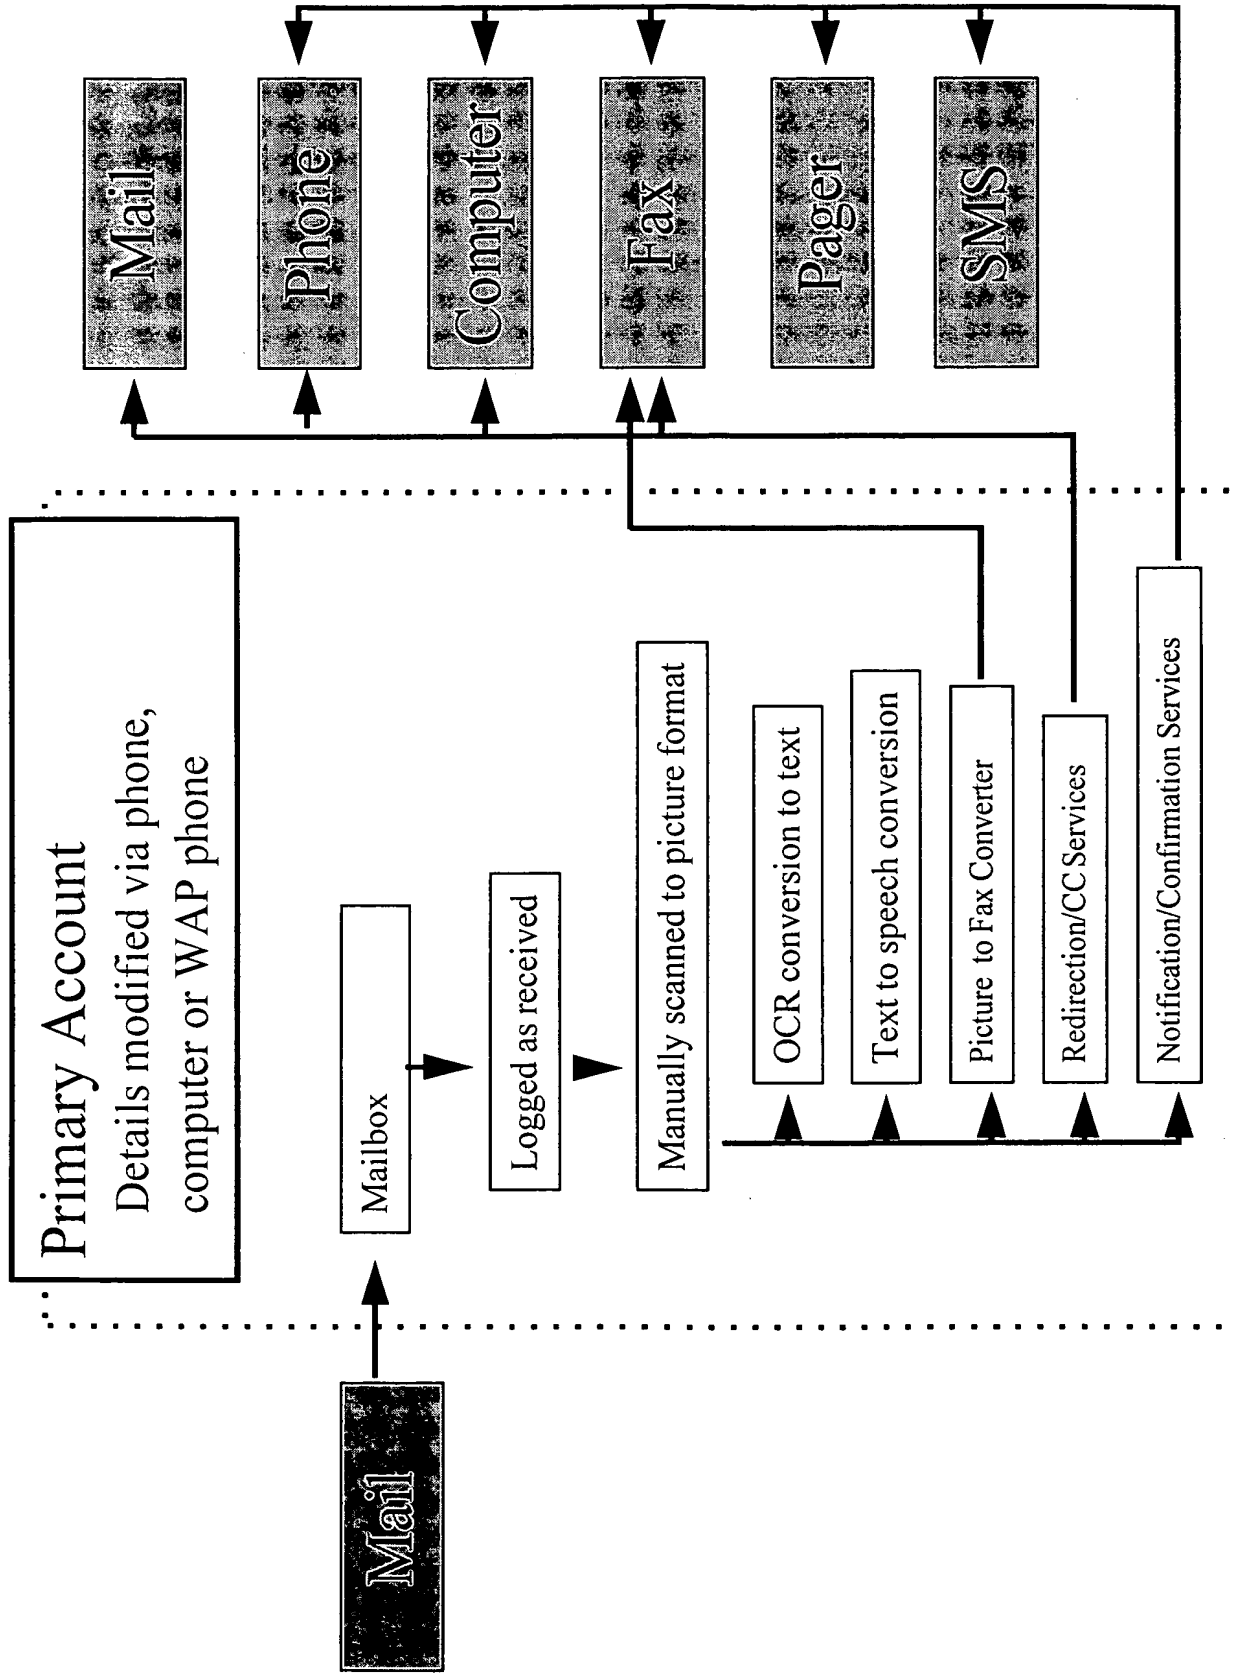 Primary Account
Details modified via phone,
computer or WAP phone
Mail
Mailbox
Logged as received
Manually scanned to picture format
OCR conversion to text
Text to speech conversion
Picture to Fax Converter
Redirection/CC Services
Notification/Confirmation Services
Mail
Phone
Computer
Fax
Pager
SMS